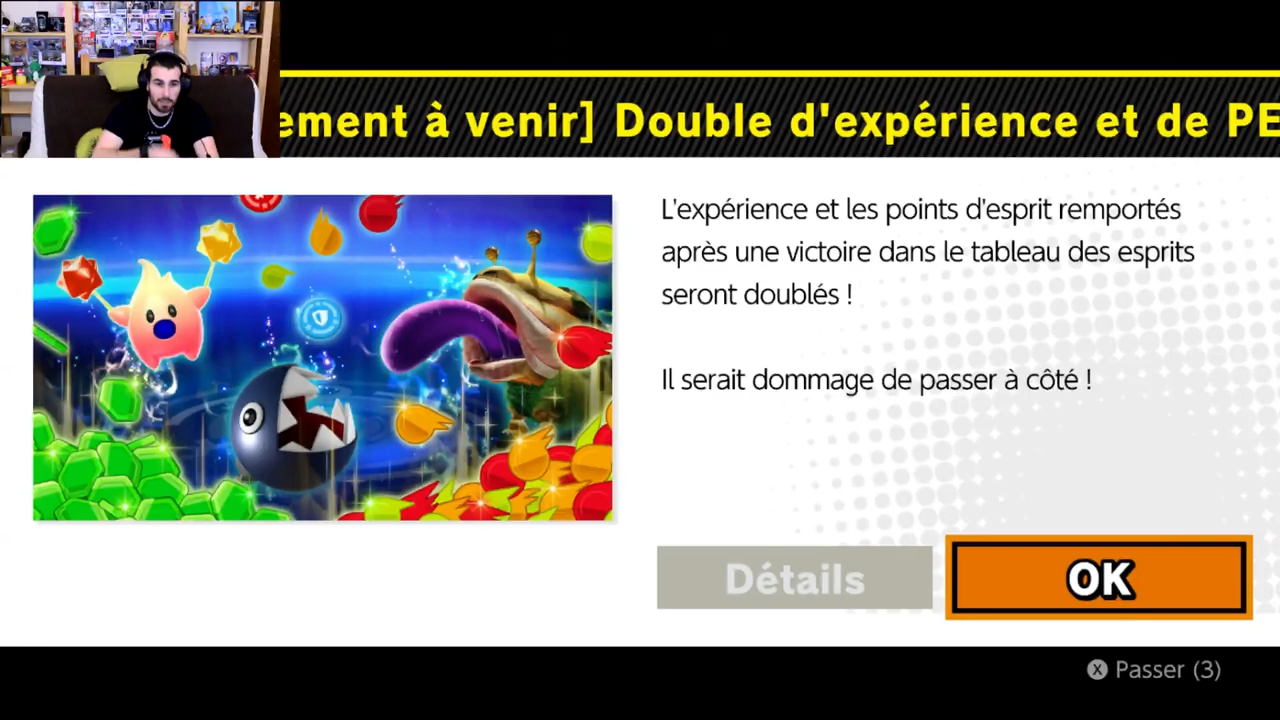 ement à venir] Double d'expérience et de PE
L'expérience et les points d'esprit remportés
après une victoire dans le tableau des esprits
seront doublés !
Il serait dommage de passer à côté !
Détails
OK
X Passer (3)